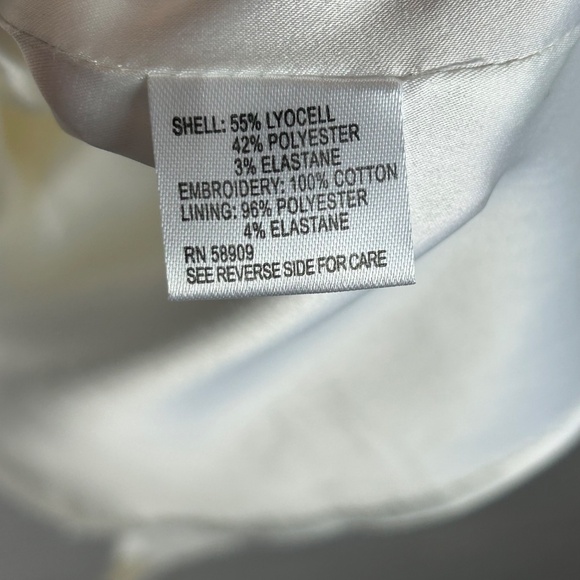 SHELL: 55% LYOCELL
42% POLYESTER
3% ELASTANE
EMBROIDERY: 100% COTTON
LINING: 96% POLYESTER
4% ELASTANE
RN 58909
SEE REVERSE SIDE FOR CARE